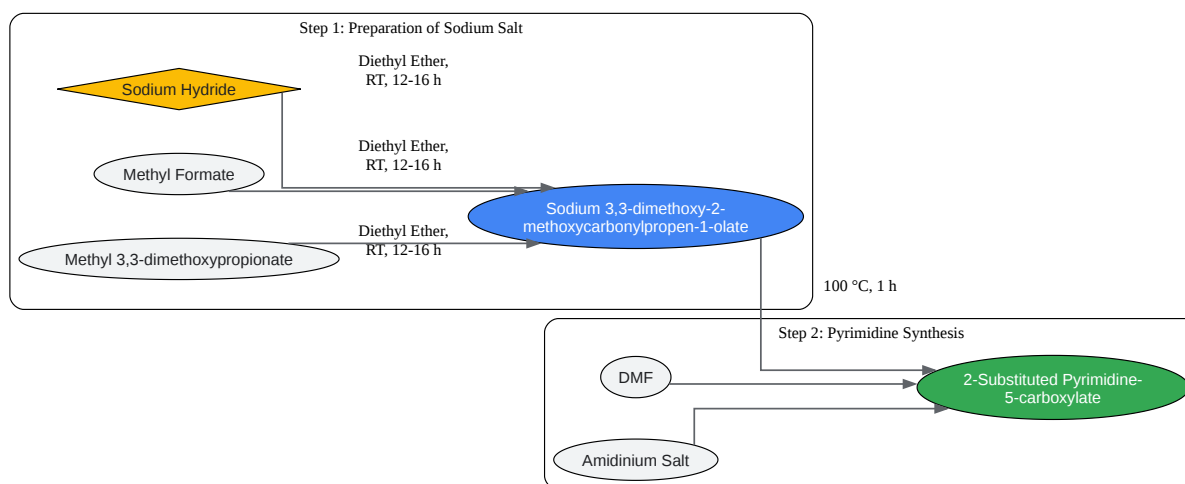 Step 1: Preparation of Sodium Salt
Diethyl Ether,
RT, 12-16 h
Sodium Hydride
Diethyl Ether,
RT, 12-16 h
Methyl Formate
Sodium 3,3-dimethoxy-2-
methoxycarbonylpropen-1-olate
Diethyl Ether,
RT, 12-16 h
Methyl 3,3-dimethoxypropionate
100 °C, 1 h
Step 2: Pyrimidine Synthesis
DMF
2-Substituted Pyrimidine-
5-carboxylate
Amidinium Salt